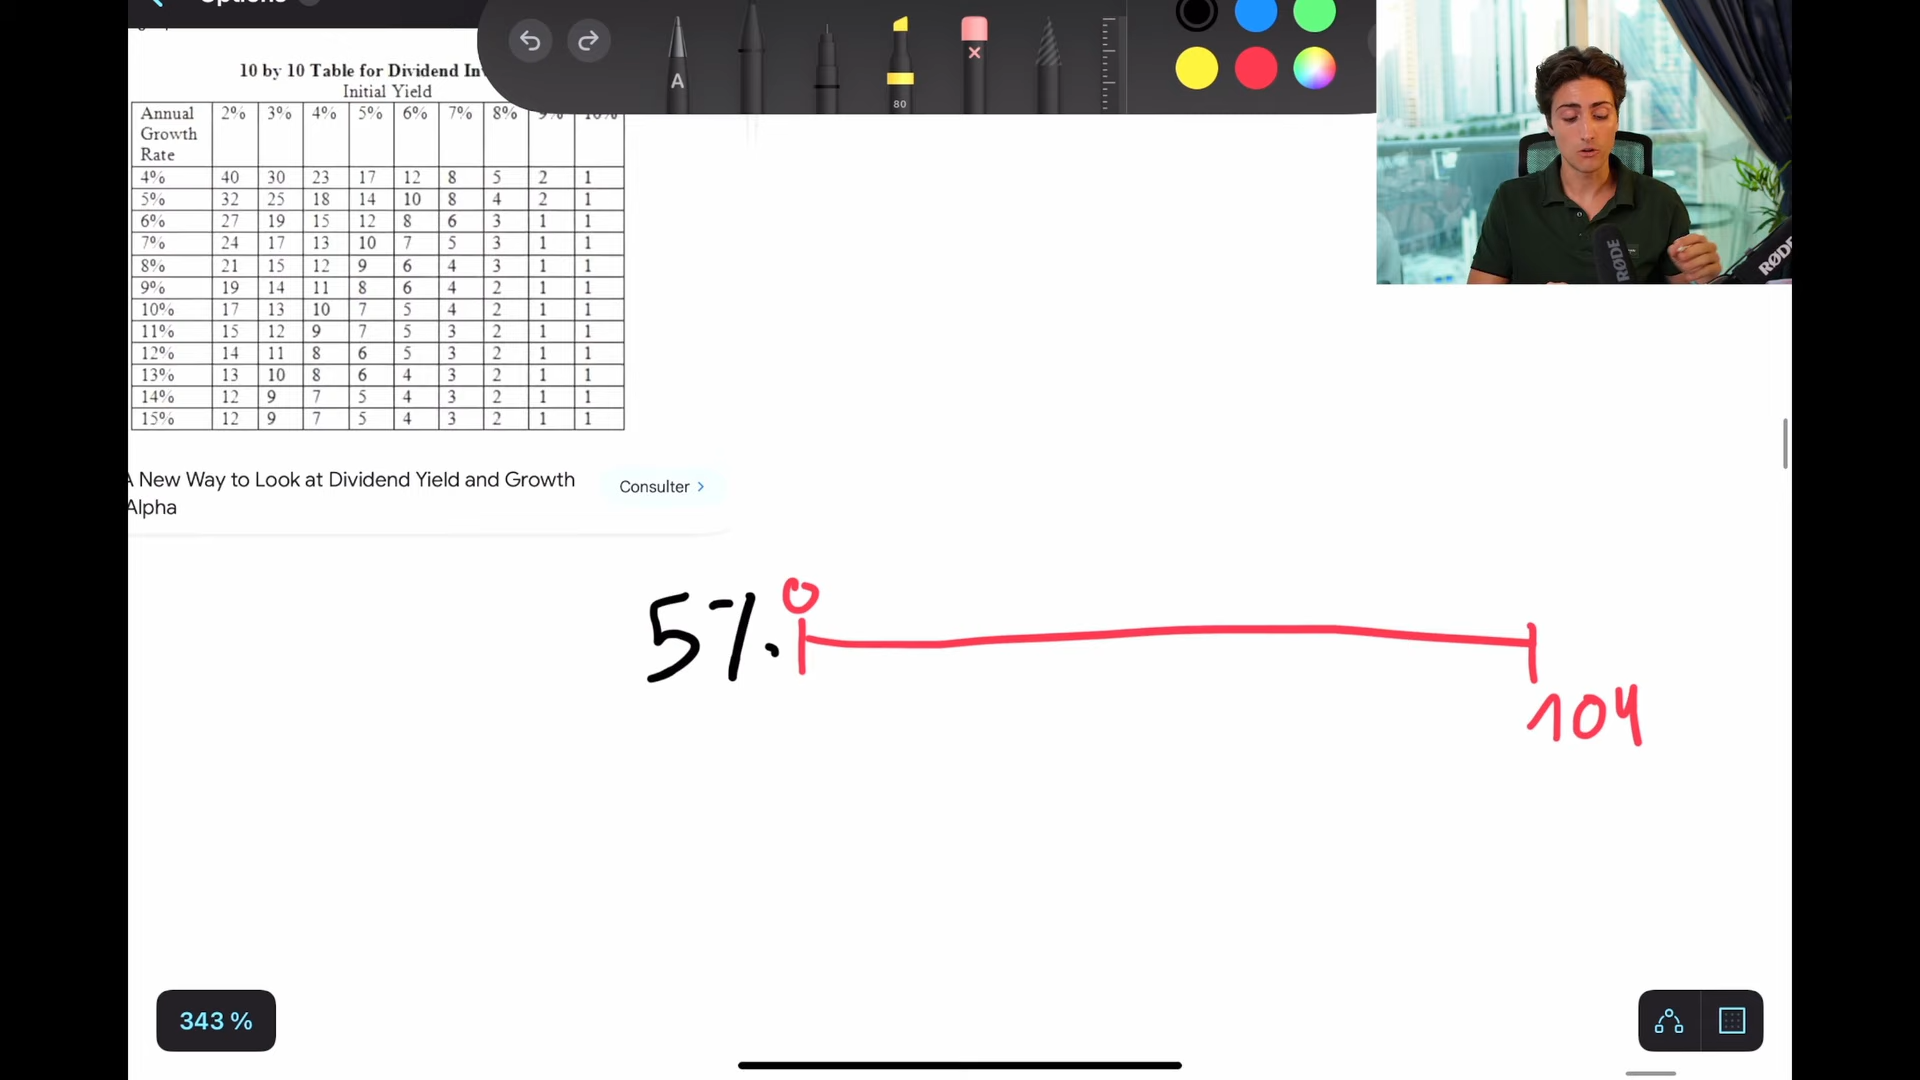 Options
10 by 10 Table for Dividend In
Initial Yield
Annual Growth Rate 2% 3% 4% 5% 6% 7% 8% 9% 10%
4% 40 30 23 17 12 8 5 2 1
5% 32 25 18 14 10 8 4 2 1
6% 27 19 15 12 8 6 3 1 1
7% 24 17 13 10 7 5 3 1 1
8% 21 15 12 9 6 4 3 1 1
9% 19 14 11 8 6 4 2 1 1
10% 17 13 10 7 5 4 2 1 1
11% 15 12 9 7 5 3 2 1 1
12% 14 11 8 6 5 3 2 1 1
13% 13 10 8 6 4 3 2 1 1
14% 12 9 7 5 4 3 2 1 1
15% 12 9 7 5 4 3 2 1 1
A New Way to Look at Dividend Yield and Growth
Alpha
Consulter >
A
80
RØDE
RØDE
5%.
0
104
343 %